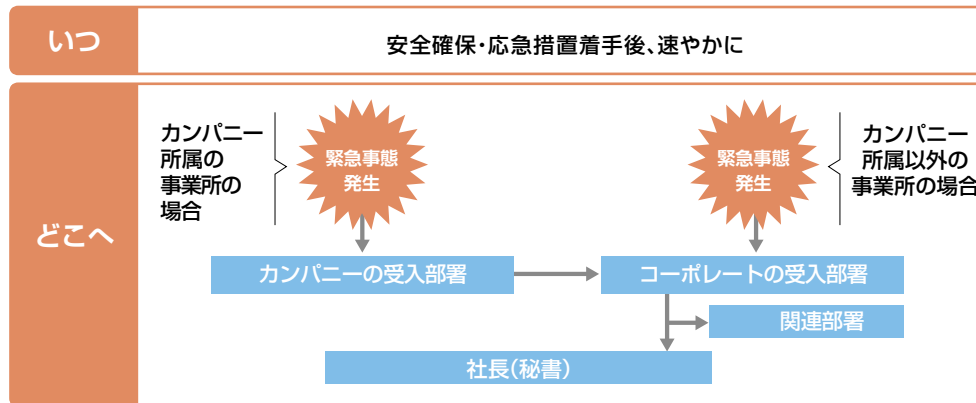 いつ
安全確保・応急措置着手後、速やかに
どこへ
カンパニー
所属の
事業所の
場合
緊急事態
発生
緊急事態
発生
カンパニー
所属以外の
事業所の場合
カンパニーの受入部署
コーポレートの受入部署
関連部署
社長(秘書)